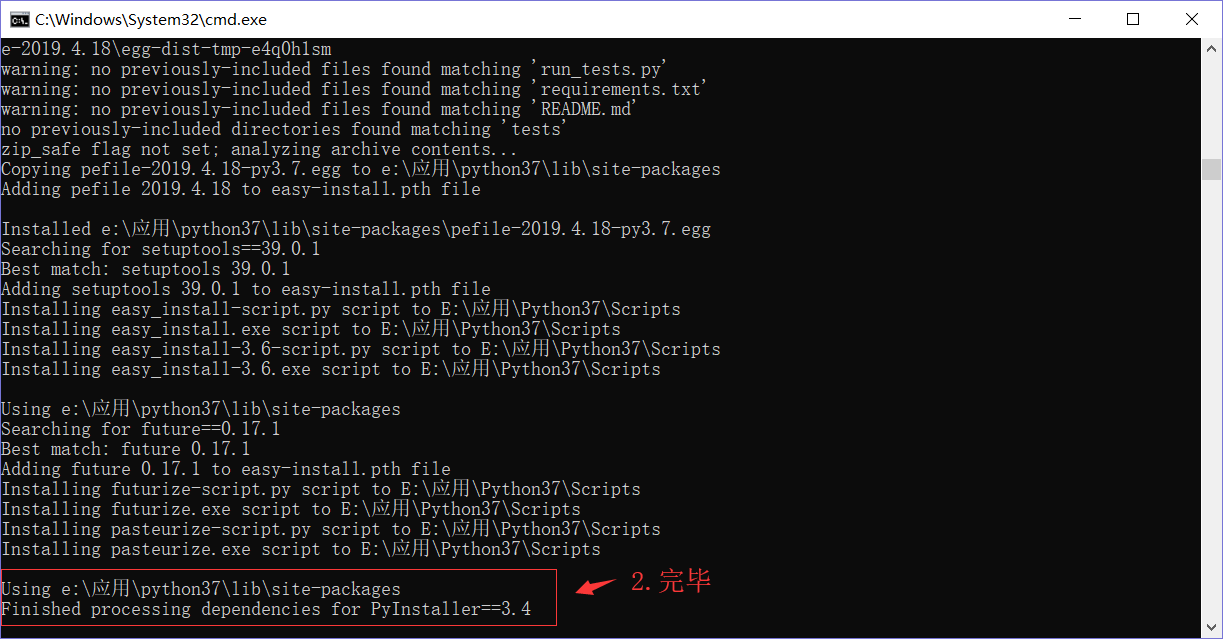 C:\Windows\System32\cmd.exe
e-2019.4.18\egg-dist-tmp-e4q0h1sm
warning: no previously-included files found matching 'run_tests.py'
warning: no previously-included files found matching 'requirements.txt'
warning: no previously-included files found matching 'README.md'
no previously-included directories found matching 'tests'
zip_safe flag not set; analyzing archive contents...
Copying pefile-2019.4.18-py3.7.egg to e:\应用\python37\lib\site-packages
Adding pefile 2019.4.18 to easy-install.pth file
Installed e:\应用\python37\lib\site-packages\pefile-2019.4.18-py3.7.egg
Searching for setuptools==39.0.1
Best match: setuptools 39.0.1
Adding setuptools 39.0.1 to easy-install.pth file
Installing easy_install-script.py script to E:\应用\Python37\Scripts
Installing easy_install.exe script to E:\应用\Python37\Scripts
Installing easy_install-3.6-script.py script to E:\应用\Python37\Scripts
Installing easy_install-3.6.exe script to E:\应用\Python37\Scripts
Using e:\应用\python37\lib\site-packages
Searching for future==0.17.1
Best match: future 0.17.1
Adding future 0.17.1 to easy-install.pth file
Installing futurize-script.py script to E:\应用\Python37\Scripts
Installing futurize.exe script to E:\应用\Python37\Scripts
Installing pasteurize-script.py script to E:\应用\Python37\Scripts
Installing pasteurize.exe script to E:\应用\Python37\Scripts
Using e:\应用\python37\lib\site-packages
Finished processing dependencies for PyInstaller==3.4
2.完毕